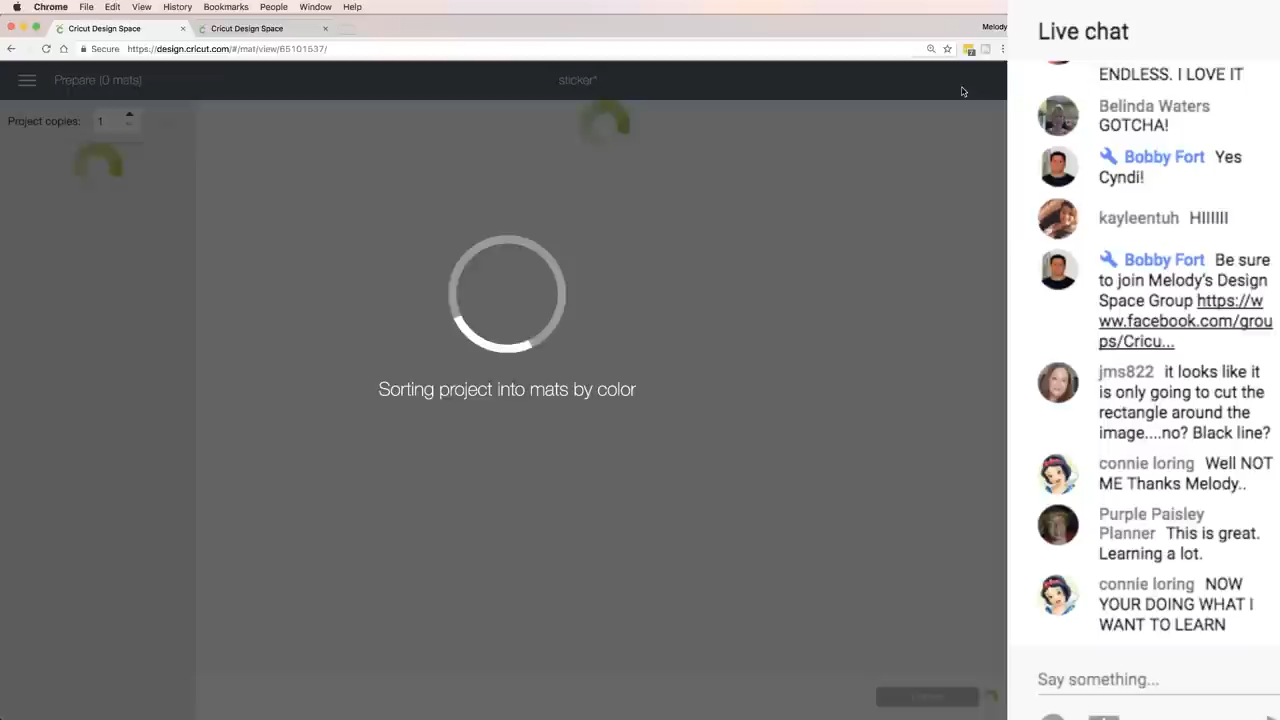 Chrome File Edit View History Bookmarks People Window Help
Cricut Design Space Cricut Design Space Melody
Secure https://design.cricut.com/#/mat/view/65101537/
Prepare (0 mats) sticker*
Project copies: 1
Sorting project into mats by color
Live chat
ENDLESS. I LOVE IT
Belinda Waters
GOTCHA!
Bobby Fort Yes
Cyndi!
kayleentuh HIIIIII
Bobby Fort Be sure
to join Melody's Design
Space Group https://w
ww.facebook.com/grou
ps/Cricu...
jms822 it looks like it
is only going to cut the
rectangle around the
image....no? Black line?
connie loring Well NOT
ME Thanks Melody..
Purple Paisley
Planner This is great.
Learning a lot.
connie loring NOW
YOUR DOING WHAT I
WANT TO LEARN
Say something...